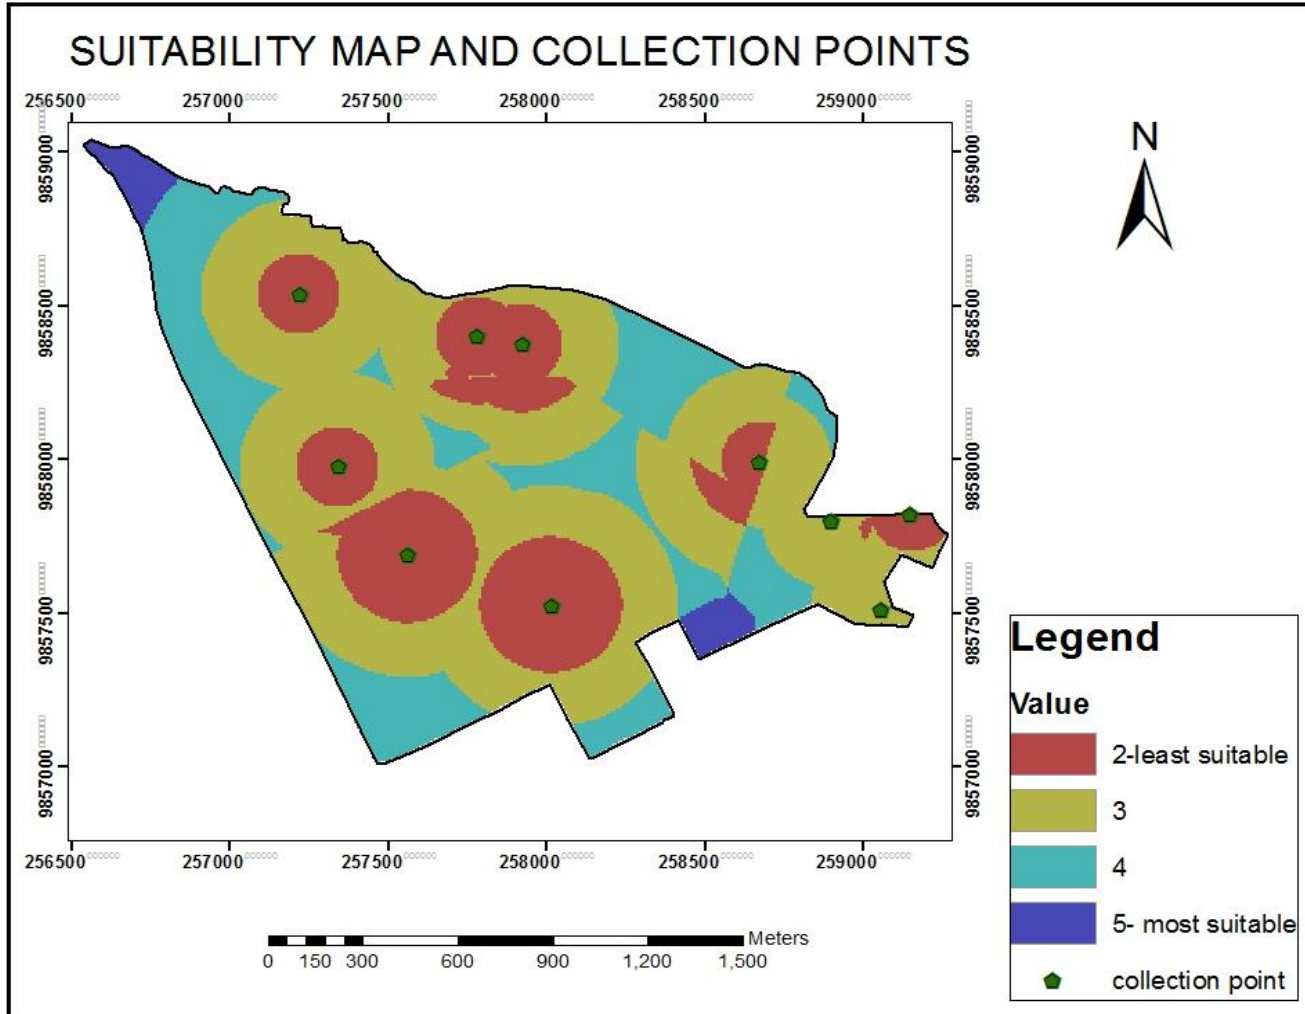 SUITABILITY MAP AND COLLECTION POINTS
256500 257000 257500 258000 258500 259000
N
9859000 9859000
9858500 9858500
9858000 9858000
9857500 9857500
9857000 9857000
256500 257000 257500 258000 258500 259000
Legend
Value
2-least suitable
3
4
5- most suitable
collection point
Meters
0 150 300 600 900 1,200 1,500